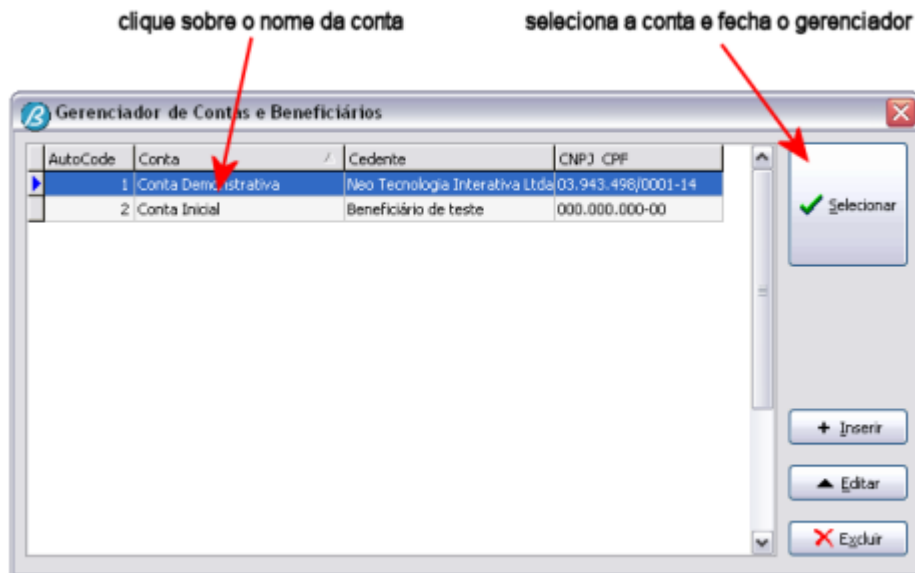 clique sobre o nome da conta seleciona a conta e fecha o gerenciador
Gerenciador de Contas e Beneficiários
AutoCode Conta Cedente CNPJ CPF
1 Conta Demonstrativa Neo Tecnologia Interativa Ltda 03.943.498/0001-14
2 Conta Inicial Beneficiário de teste 000.000.000-00
Selecionar
Inserir
Editar
Excluir